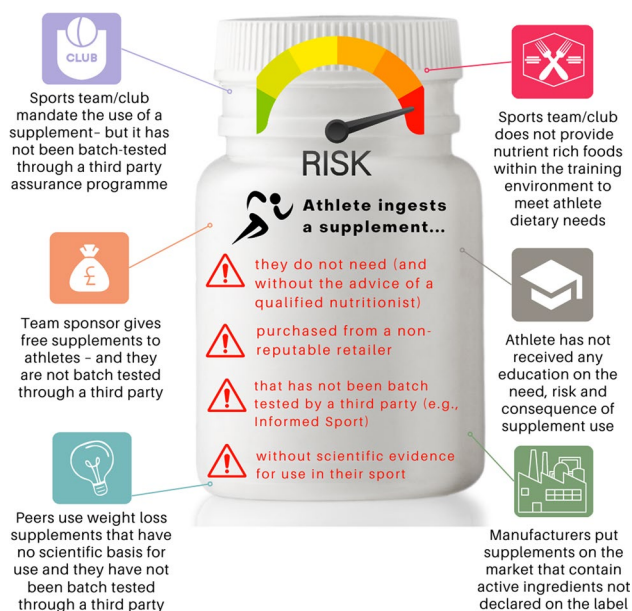 CLUB
Sports team/club
mandate the use of a
supplement– but it has
not been batch-tested
through a third party
assurance programme
£
Team sponsor gives
free supplements to
athletes – and they
are not batch tested
through a third party
Peers use weight loss
supplements that have
no scientific basis for
use and they have not
been batch tested
through a third party
RISK
Athlete ingests
a supplement...
they do not need (and
without the advice of a
qualified nutritionist)
purchased from a non-
reputable retailer
that has not been batch
tested by a third party (e.g.,
Informed Sport)
without scientific evidence
for use in their sport
Sports team/club
does not provide
nutrient rich foods
within the training
environment to
meet athlete
dietary needs
Athlete has not
received any
education on the
need, risk and
consequence of
supplement use
Manufacturers put
supplements on the
market that contain
active ingredients not
declared on the label